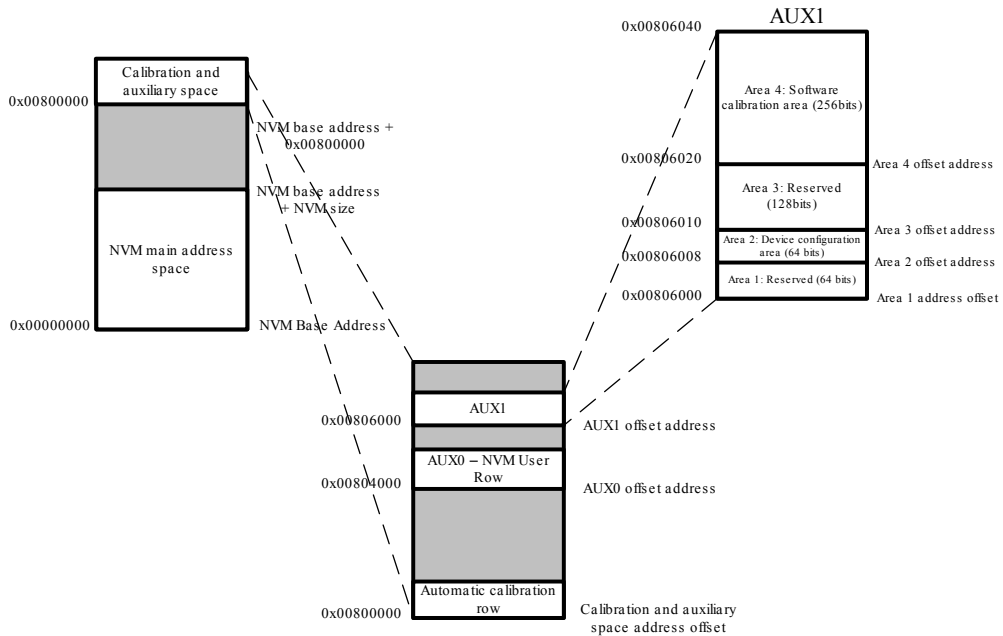 Calibration and
auxiliary space
0x00800000
NVM base address +
0x00800000
NVM base address
+ NVM size
NVM main address
space
0x00000000
NVM Base Address
AUX1
0x00806040
Area 4: Software
calibration area (256bits)
0x00806020
Area 4 offset address
Area 3: Reserved
(128bits)
0x00806010
Area 3 offset address
Area 2: Device configuration
area (64 bits)
0x00806008
Area 2 offset address
Area 1: Reserved (64 bits)
0x00806000
Area 1 address offset
AUX1
0x00806000
AUX1 offset address
AUX0 – NVM User
Row
0x00804000
AUX0 offset address
Automatic calibration
row
0x00800000
Calibration and auxiliary
space address offset